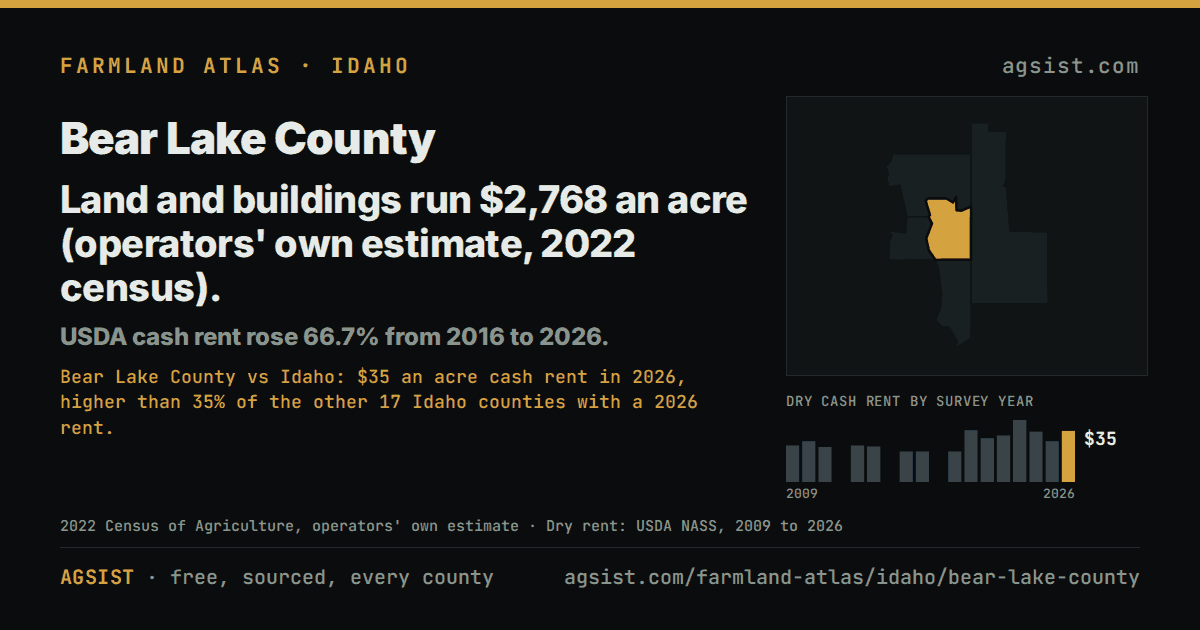 FARMLAND ATLAS · IDAHO
agsist.com
Bear Lake County
Land and buildings run $2,768 an acre
(operators' own estimate, 2022
census).
USDA cash rent rose 66.7% from 2016 to 2026.
Bear Lake County vs Idaho: $35 an acre cash rent in 2026,
higher than 35% of the other 17 Idaho counties with a 2026
rent.
DRY CASH RENT BY SURVEY YEAR
$35
2009
2026
2022 Census of Agriculture, operators' own estimate · Dry rent: USDA NASS, 2009 to 2026
AGSIST · free, sourced, every county
agsist.com/farmland-atlas/idaho/bear-lake-county